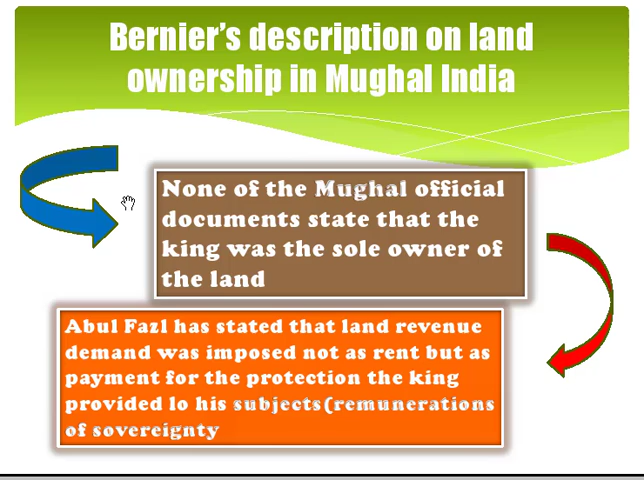 Bernier's description on land
ownership in Mughal India
None of the Mughal official
documents state that the
king was the sole owner of
the land
Abul Fazl has stated that land revenue
demand was imposed not as rent but as
payment for the protection the king
provided lo his subjects(remunerations
of sovereignty